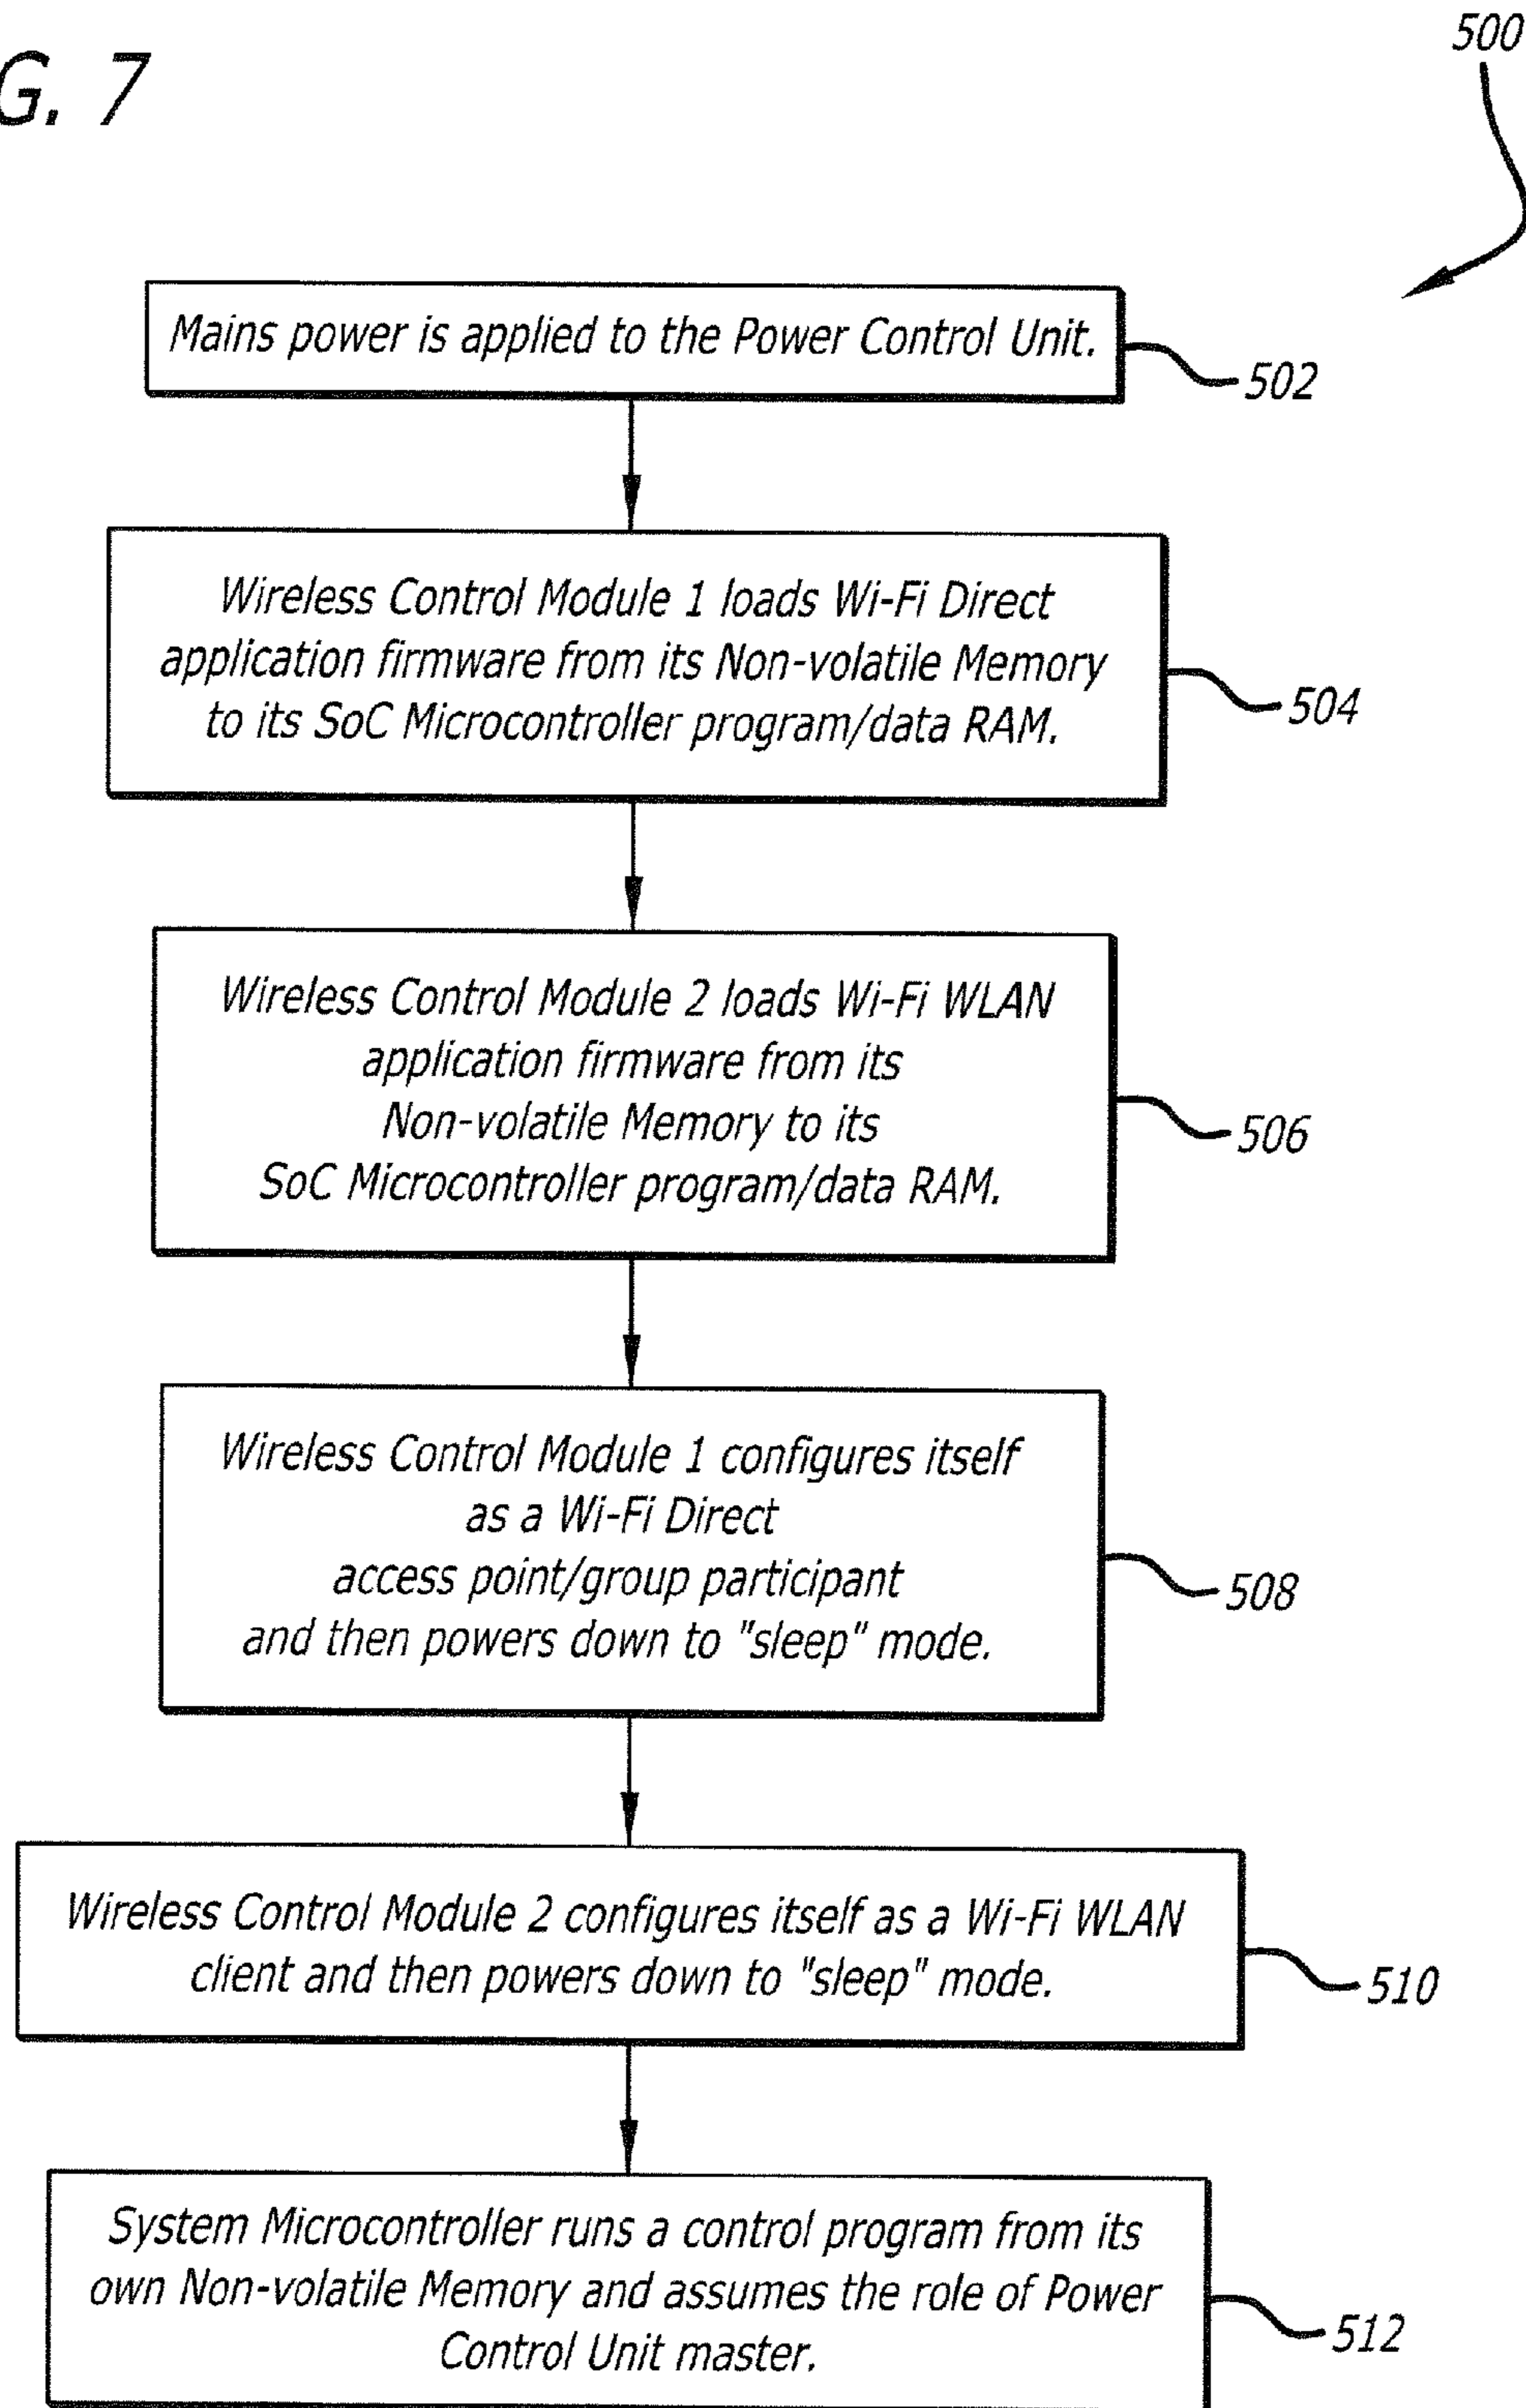 G. 7
500
Mains power is applied to the Power Control Unit.
502
Wireless Control Module 1 loads Wi-Fi Direct
application firmware from its Non-volatile Memory
to its SoC Microcontroller program/data RAM.
504
Wireless Control Module 2 loads Wi-Fi WLAN
application firmware from its
Non-volatile Memory to its
SoC Microcontroller program/data RAM.
506
Wireless Control Module 1 configures itself
as a Wi-Fi Direct
access point/group participant
and then powers down to "sleep" mode.
508
Wireless Control Module 2 configures itself as a Wi-Fi WLAN
client and then powers down to "sleep" mode.
510
System Microcontroller runs a control program from its
own Non-volatile Memory and assumes the role of Power
Control Unit master.
512